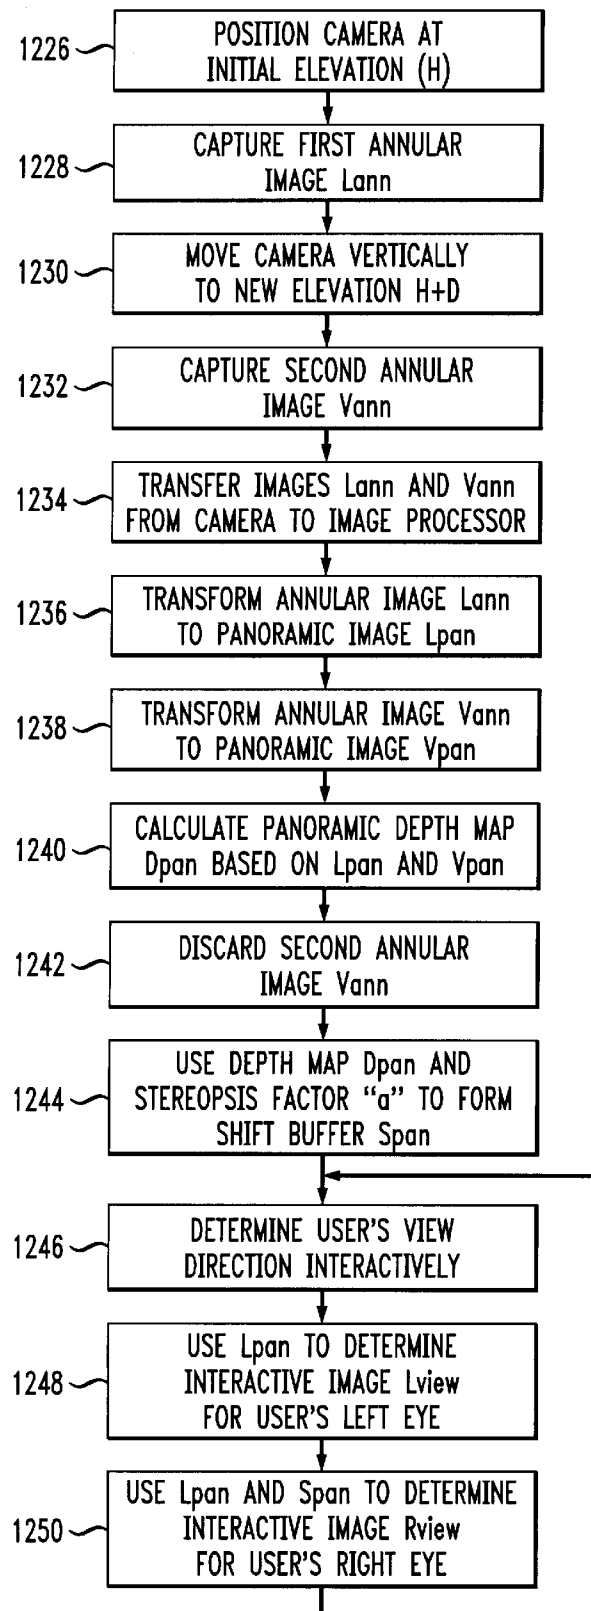 1226
POSITION CAMERA AT
INITIAL ELEVATION (H)
1228
CAPTURE FIRST ANNULAR
IMAGE Lann
1230
MOVE CAMERA VERTICALLY
TO NEW ELEVATION H+D
1232
CAPTURE SECOND ANNULAR
IMAGE Vann
1234
TRANSFER IMAGES Lann AND Vann
FROM CAMERA TO IMAGE PROCESSOR
1236
TRANSFORM ANNULAR IMAGE Lann
TO PANORAMIC IMAGE Lpan
1238
TRANSFORM ANNULAR IMAGE Vann
TO PANORAMIC IMAGE Vpan
1240
CALCULATE PANORAMIC DEPTH MAP
Dpan BASED ON Lpan AND Vpan
1242
DISCARD SECOND ANNULAR
IMAGE Vann
1244
USE DEPTH MAP Dpan AND
STEREOPSIS FACTOR “a” TO FORM
SHIFT BUFFER Span
1246
DETERMINE USER'S VIEW
DIRECTION INTERACTIVELY
1248
USE Lpan TO DETERMINE
INTERACTIVE IMAGE Lview
FOR USER'S LEFT EYE
1250
USE Lpan AND Span TO DETERMINE
INTERACTIVE IMAGE Rview
FOR USER'S RIGHT EYE